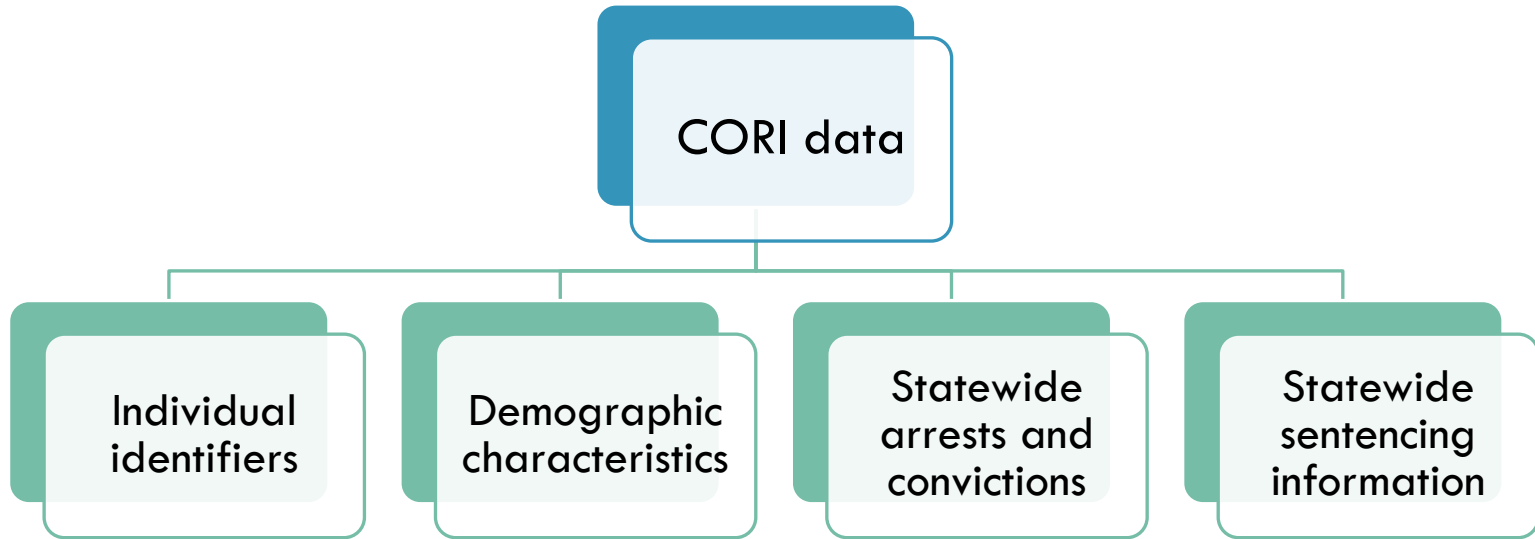 CORI data
Individual
identifiers
Demographic
characteristics
Statewide
arrests and
convictions
Statewide
sentencing
information